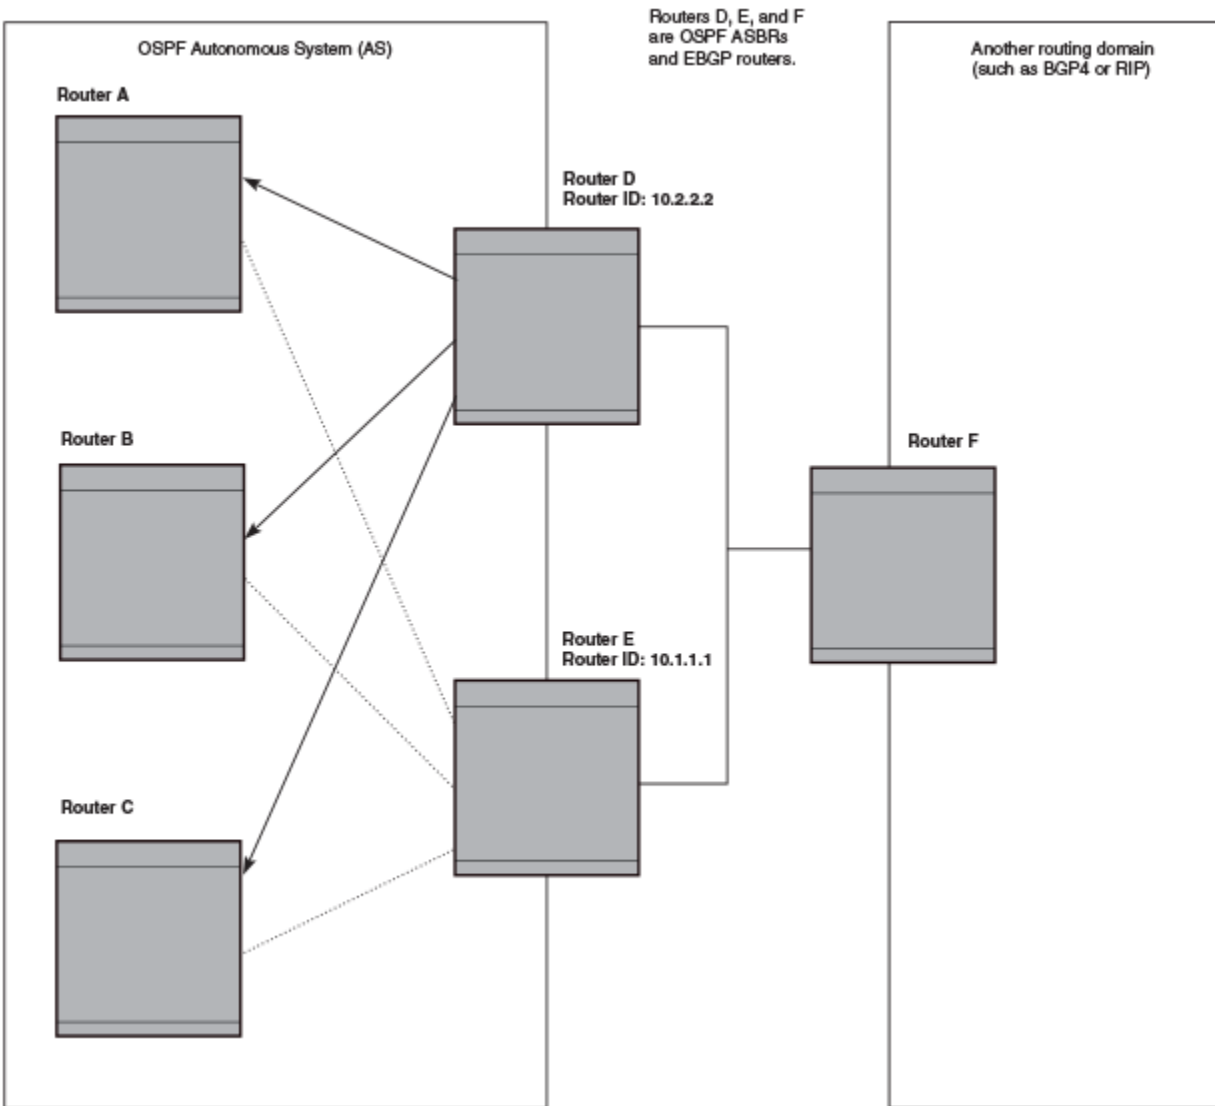 Routers D, E, and F
are OSPF ASBRs
and EBGP routers.
OSPF Autonomous System (AS)
Another routing domain
(such as BGP4 or RIP)
Router A
Router D
Router ID: 10.2.2.2
Router B
Router F
Router E
Router ID: 10.1.1.1
Router C